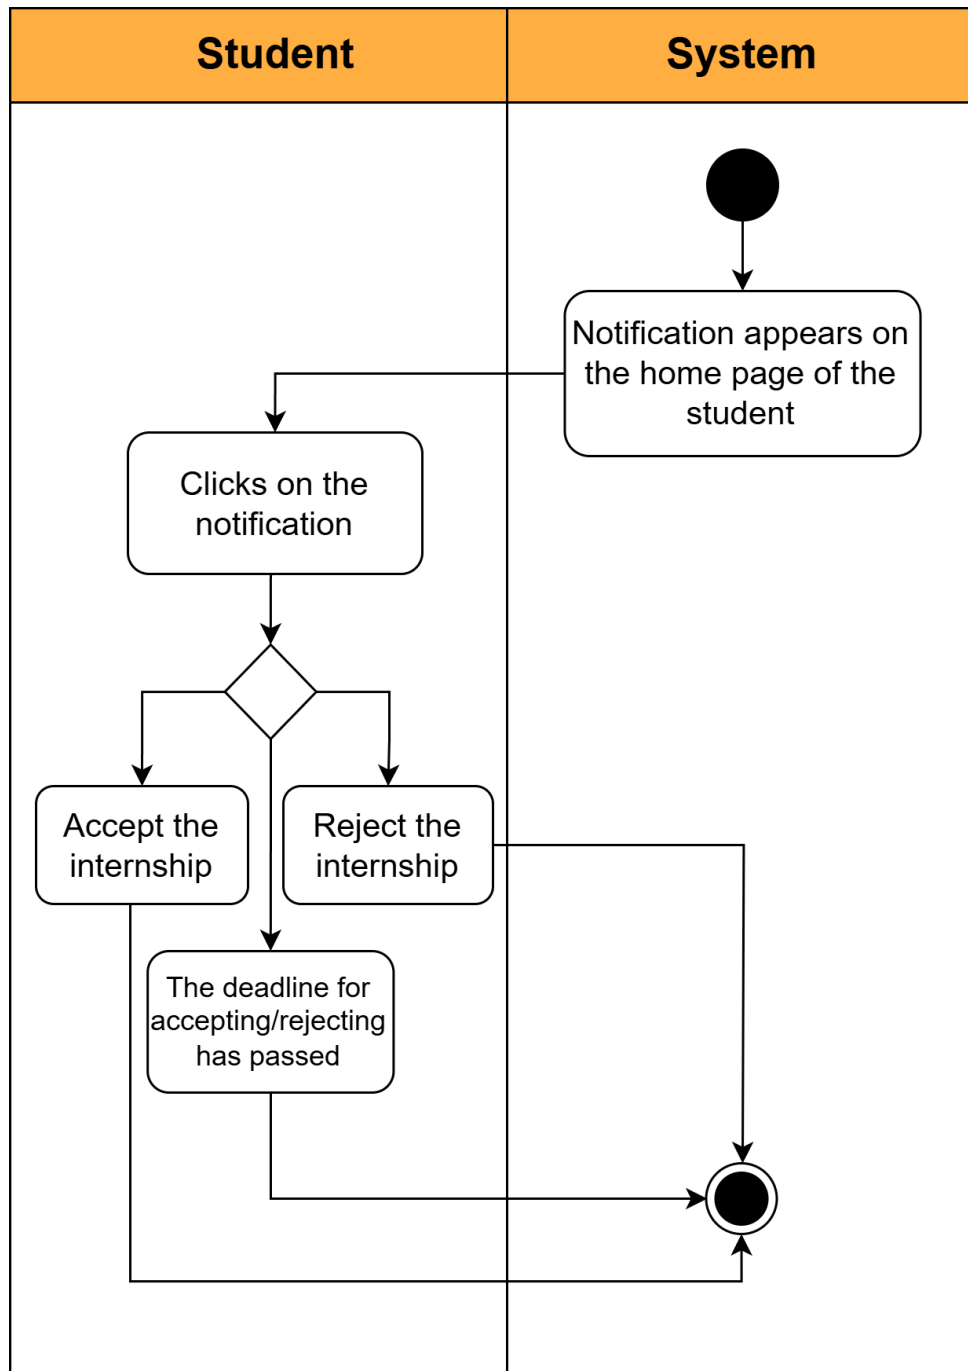 Student
System
Notification appears on
the home page of the
student
Clicks on the
notification
Accept the
internship
Reject the
internship
The deadline for
accepting/rejecting
has passed